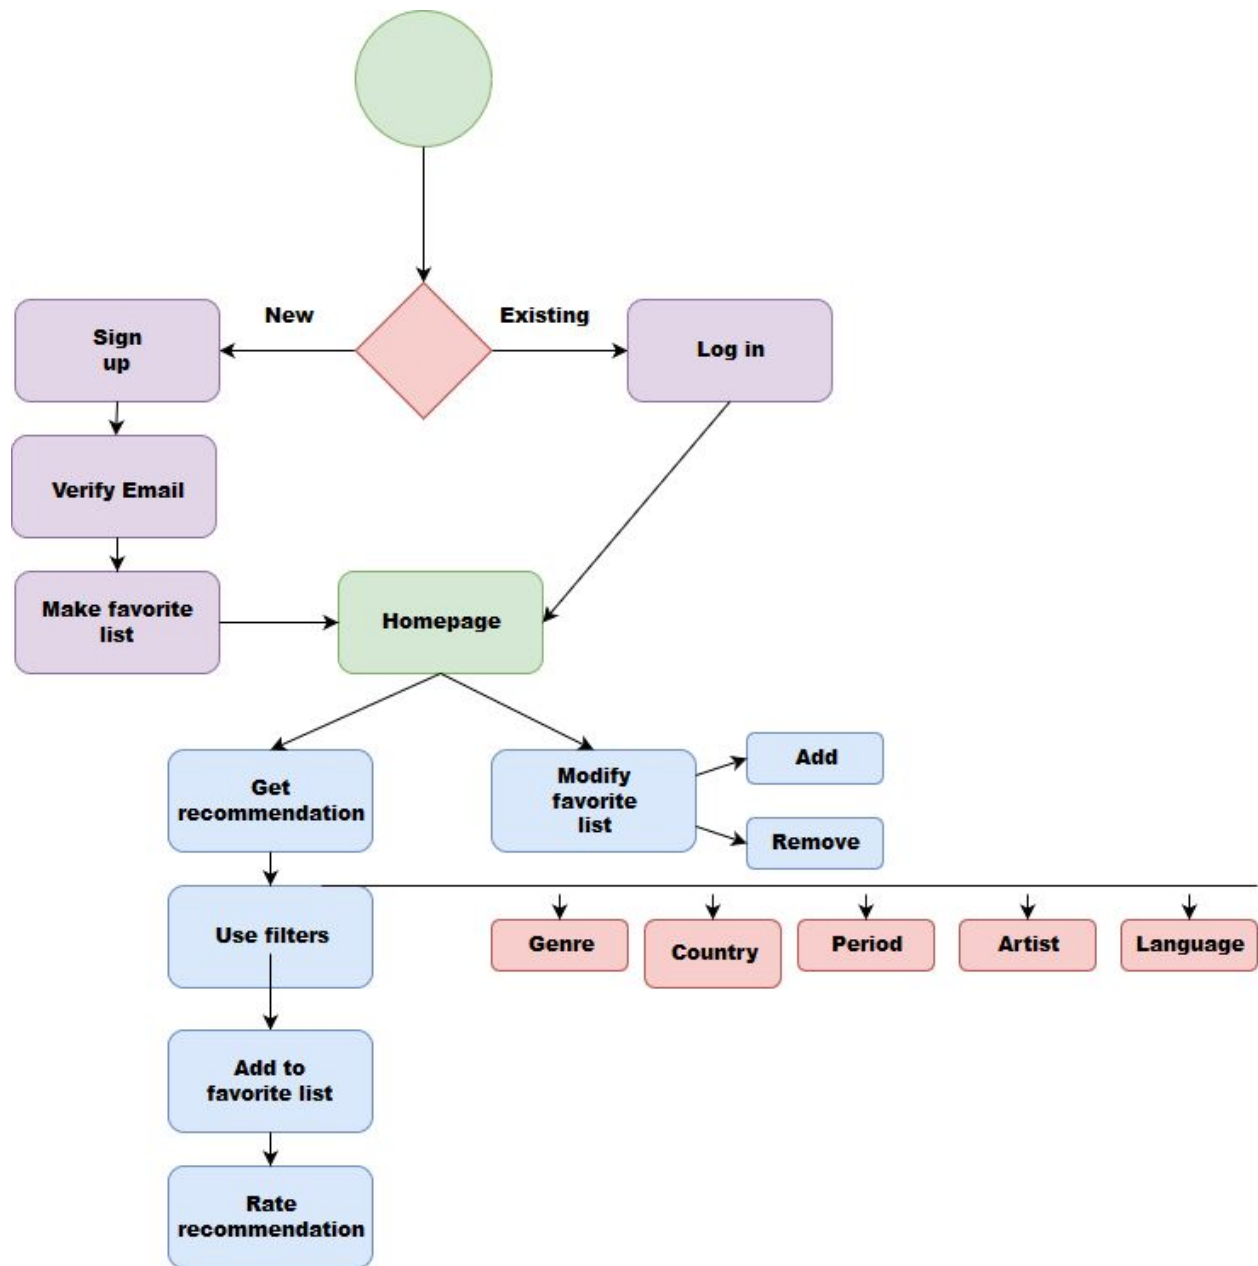 New
Existing
Sign
up
Log in
Verify Email
Make favorite
list
Homepage
Get
recommendation
Modify
favorite
list
Add
Remove
Use filters
Genre
Country
Period
Artist
Language
Add to
favorite list
Rate
recommendation